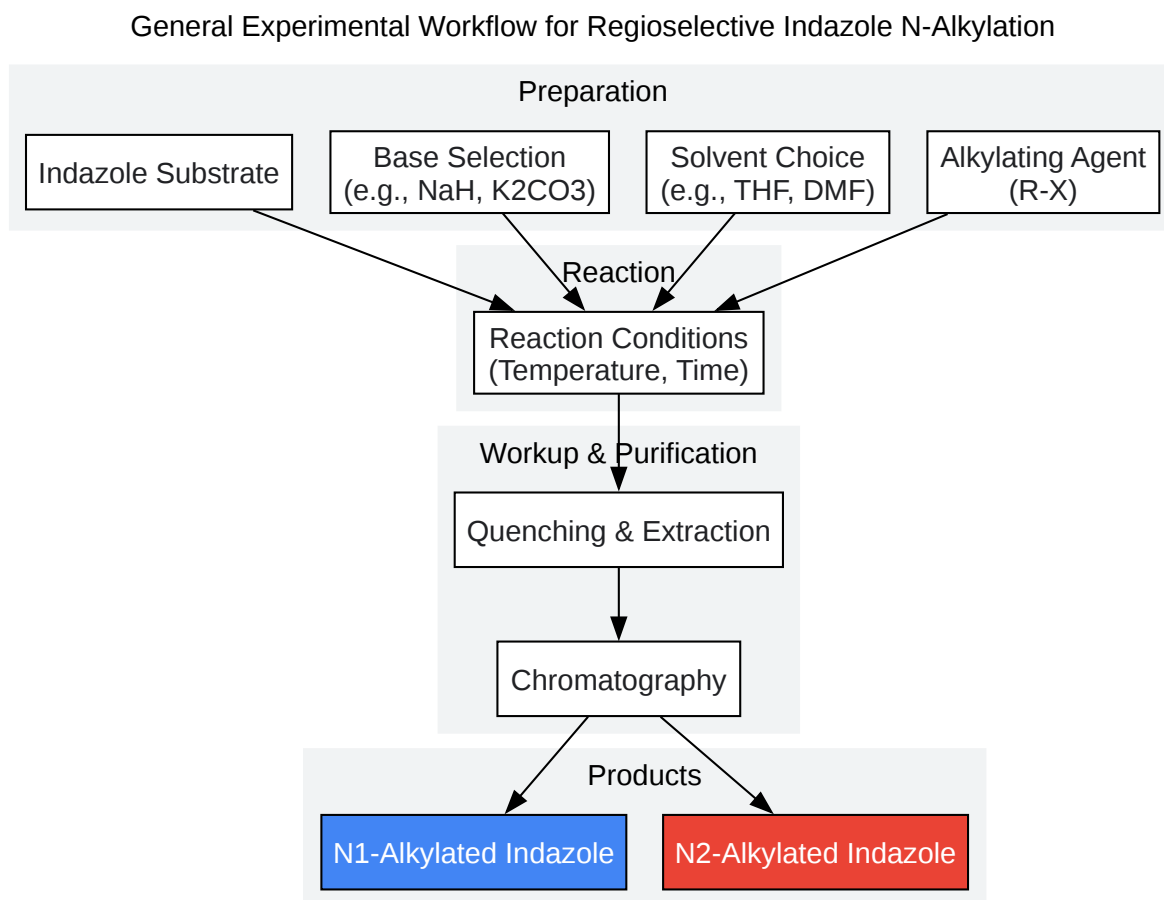 General Experimental Workflow for Regioselective Indazole N-Alkylation
Preparation
Indazole Substrate
Base Selection
(e.g., NaH, K2CO3)
Solvent Choice
(e.g., THF, DMF)
Alkylating Agent
(R-X)
Reaction
Reaction Conditions
(Temperature, Time)
Workup & Purification
Quenching & Extraction
Chromatography
Products
N1-Alkylated Indazole
N2-Alkylated Indazole